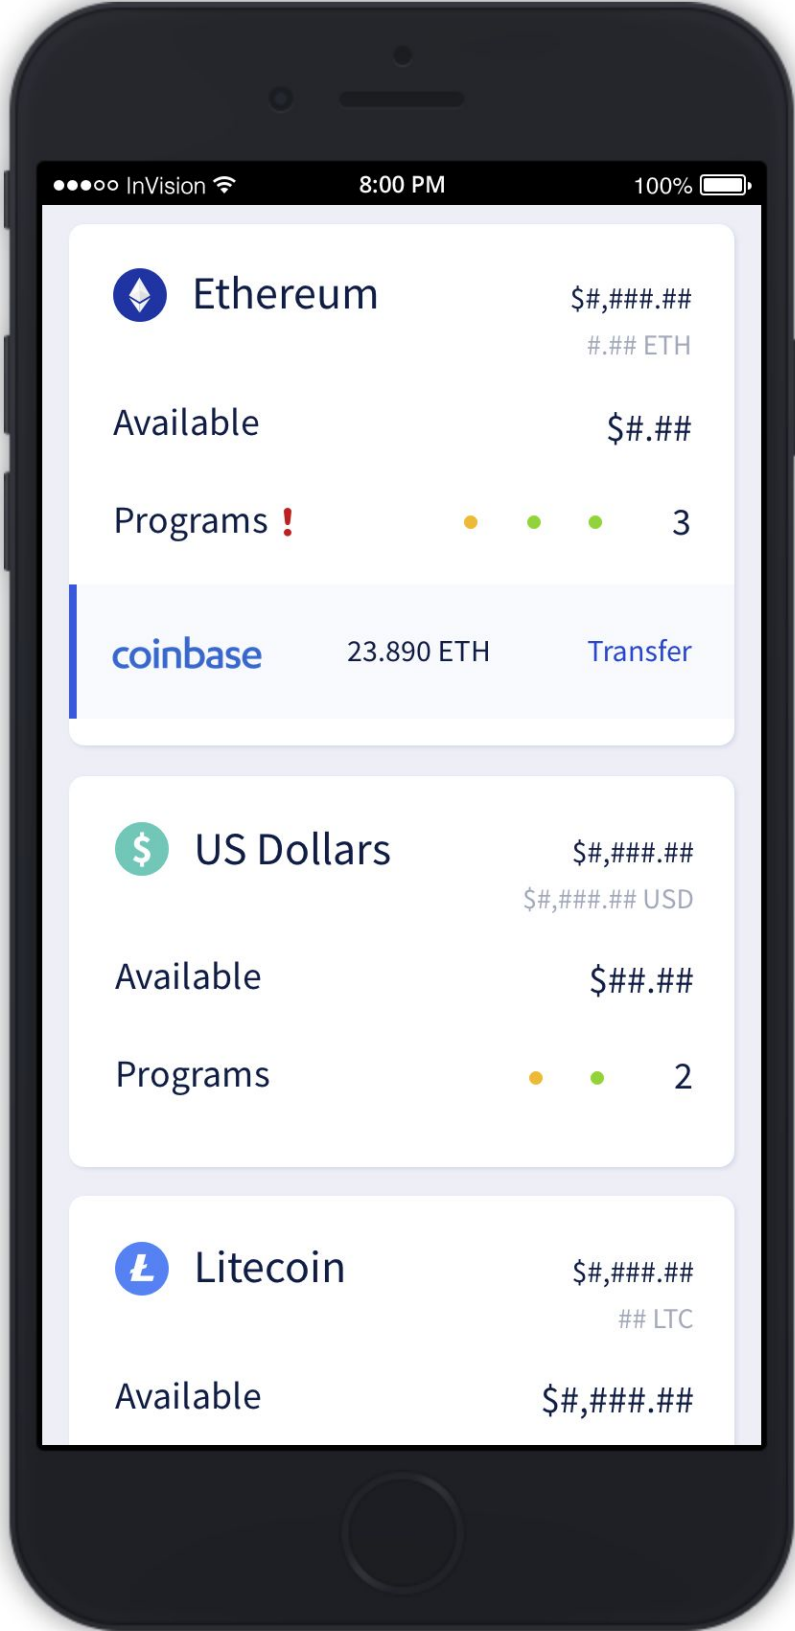 InVision 8:00 PM 100%
Ethereum $#,###.##
#.## ETH
Available $#.##
Programs ! 3
coinbase 23.890 ETH Transfer
US Dollars $#,###.##
$#,###.## USD
Available $##.##
Programs 2
Litecoin $#,###.##
## LTC
Available $#,###.##